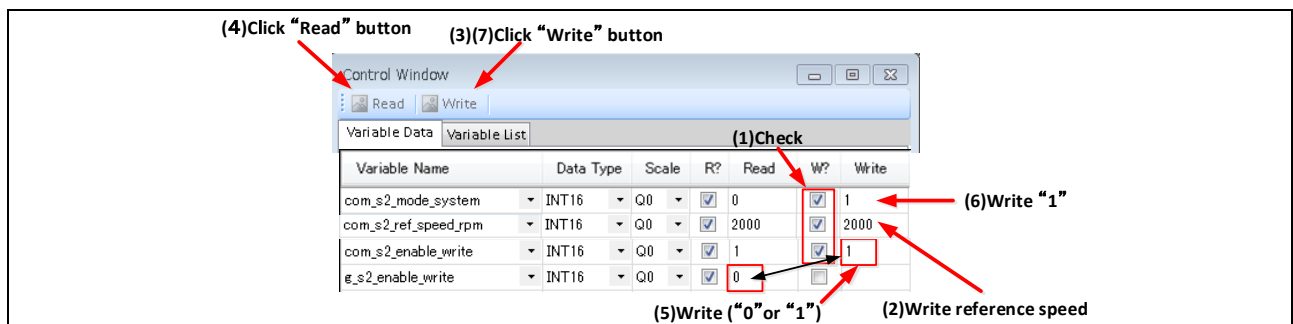 (4)Click “Read” button
(3)(7)Click “Write” button
Control Window
Read Write
Variable Data Variable List
(1)Check
Variable Name Data Type Scale R? Read W? Write
com_s2_mode_system INT16 Q0 0 1
(6)Write “1”
com_s2_ref_speed_rpm INT16 Q0 2000 2000
com_s2_enable_write INT16 Q0 1 1
g_s2_enable_write INT16 Q0 0
(5)Write (“0”or “1”)
(2)Write reference speed